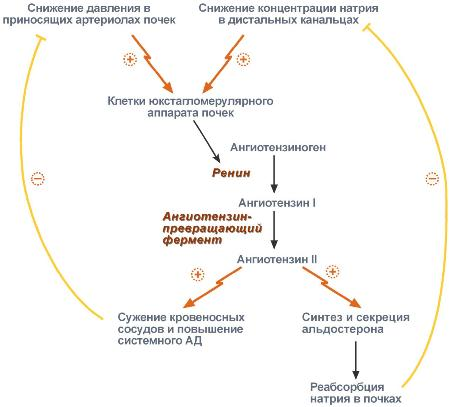 Снижение давления в
приносящих артериолах почек
Снижение концентрации натрия
в дистальных канальцах
+
+
Клетки юкстагломерулярного
аппарата почек
Ангиотензиноген
Ренин
Ангиотензин I
Ангиотензин-
превращающий
фермент
Ангиотензин II
+
+
−
−
Сужение кровеносных
сосудов и повышение
системного АД
Синтез и секреция
альдостерона
Реабсорбция
натрия в почках